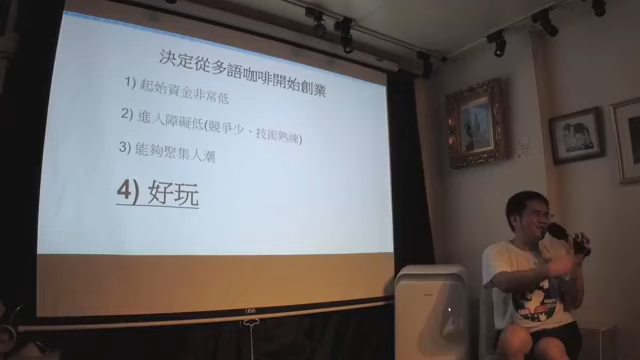 決定從多語咖啡開始創業
1) 起始資金非常低
2) 進入障礙低(競爭少、技術熟練)
3) 能夠聚集人潮
4) 好玩